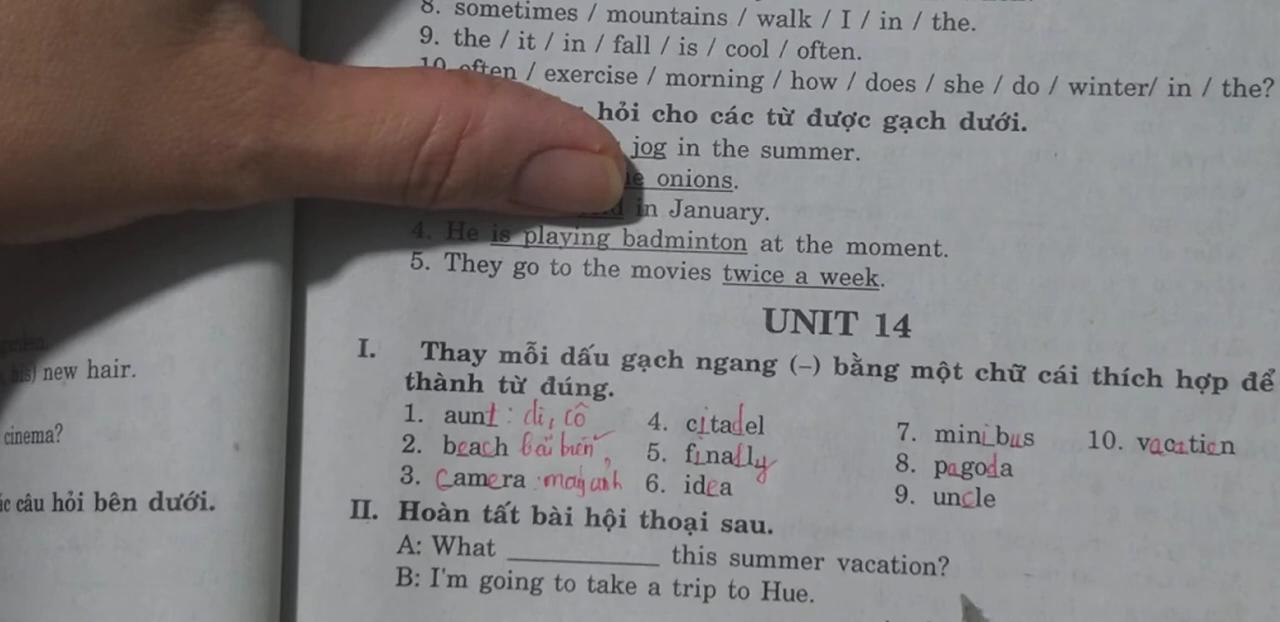 8. sometimes / mountains / walk / I / in / the.
9. the / it / in / fall / is / cool / often.
10 often / exercise / morning / how / does / she / do / winter/ in / the?
hỏi cho các từ được gạch dưới.
jog in the summer.
onions.
in January.
4. He is playing badminton at the moment.
5. They go to the movies twice a week.
UNIT 14
new hair.
I. Thay mỗi dấu gạch ngang (–) bằng một chữ cái thích hợp để
thành từ đúng.
1. aunt : dì, cô 4. citadel 7. minibus 10. vacation
cinema?
2. beach bãi biển 5. finally 8. pagoda
3. Camera : máy ảnh 6. idea 9. uncle
câu hỏi bên dưới.
II. Hoàn tất bài hội thoại sau.
A: What ____________ this summer vacation?
B: I'm going to take a trip to Hue.